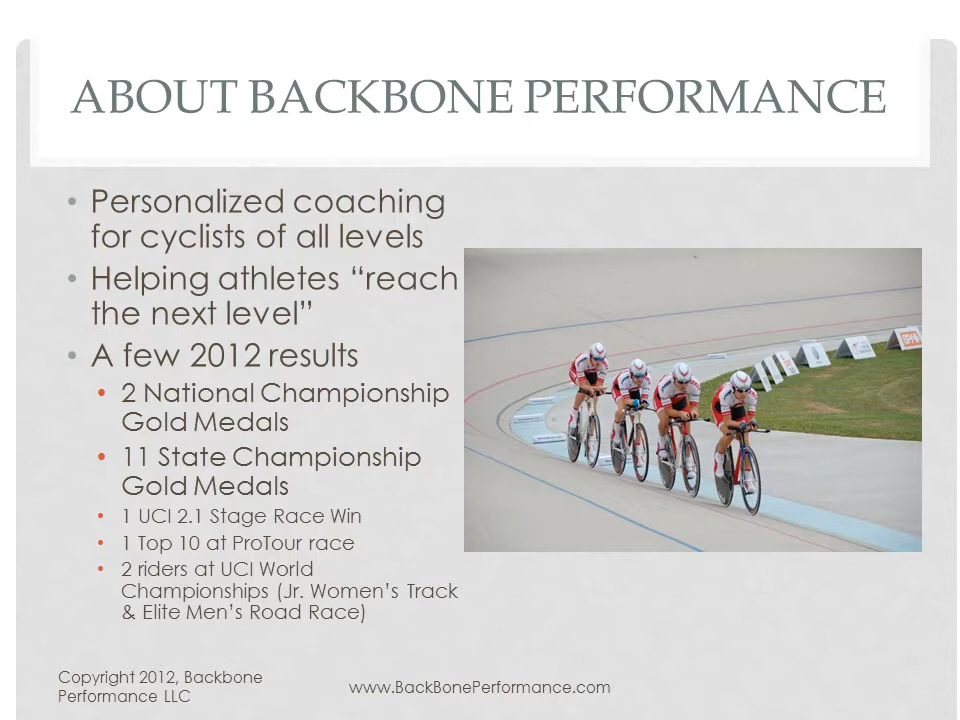 ABOUT BACKBONE PERFORMANCE
• Personalized coaching
for cyclists of all levels
• Helping athletes “reach
the next level”
• A few 2012 results
• 2 National Championship
Gold Medals
• 11 State Championship
Gold Medals
• 1 UCI 2.1 Stage Race Win
• 1 Top 10 at ProTour race
• 2 riders at UCI World
Championships (Jr. Women’s Track
& Elite Men’s Road Race)
Copyright 2012, Backbone
Performance LLC
www.BackBonePerformance.com